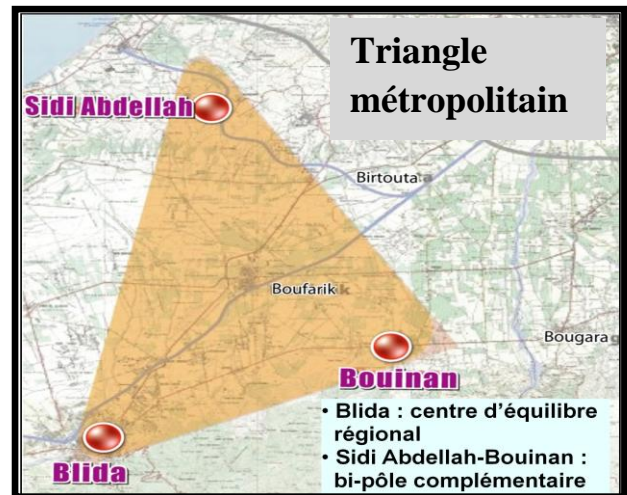 Triangle
métropolitain
Sidi Abdellah
Birtouta
Boufarik
Bougara
Bouinan
Blida
• Blida : centre d'équilibre
régional
• Sidi Abdellah-Bouinan :
bi-pôle complémentaire